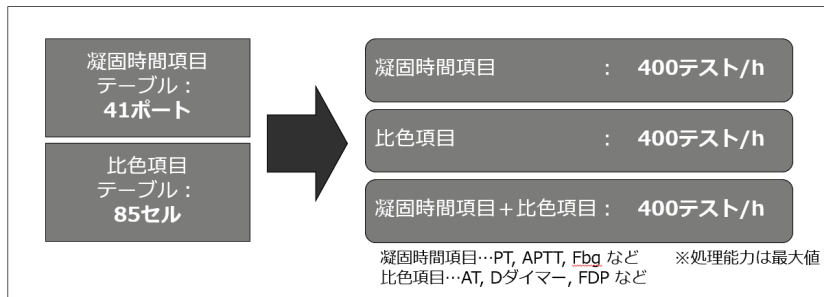 凝固時間項目
テーブル：
41ポート
比色項目
テーブル：
85セル
凝固時間項目　：　400テスト/h
比色項目　：　400テスト/h
凝固時間項目＋比色項目：　400テスト/h
凝固時間項目…PT, APTT, Fbg など　※処理能力は最大値
比色項目…AT, Dダイマー, FDP など